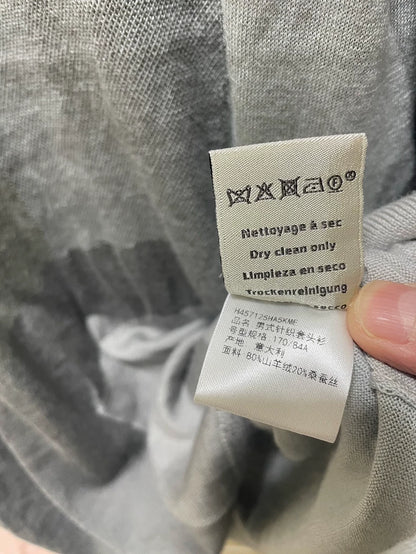 Nettoyage à sec
Dry clean only
Limpieza en seco
Trockenreinigung
secco
H457125HA5KMF
品名 男式针织套头衫
号型规格 170/84A
产地 意大利
面料 80%山羊绒20%桑蚕丝